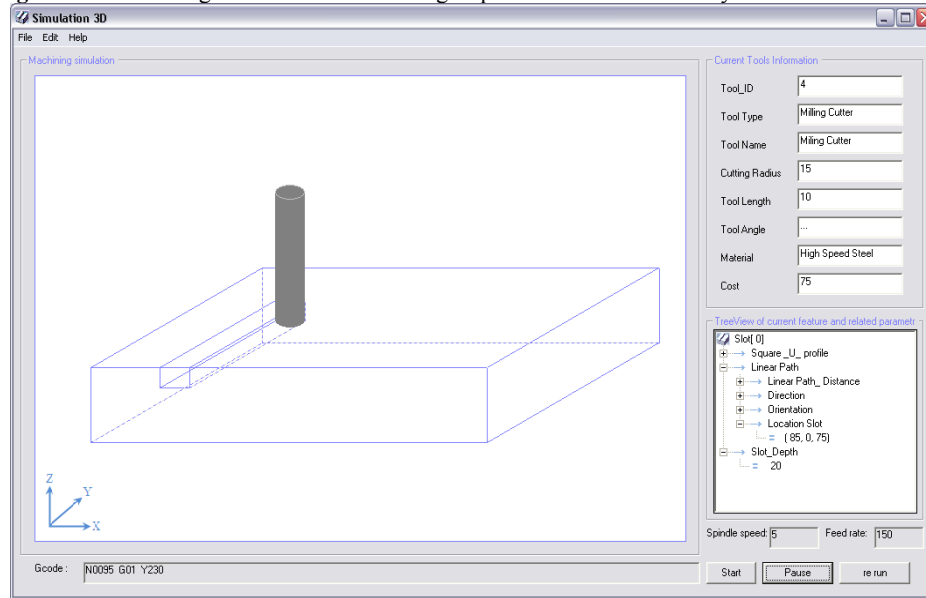 Simulation 3D
File Edit Help
Machining simulation
Z
Y
X
Gcode :
N0095 G01 Y230
Current Tools Information
Tool_ID 4
Tool Type Milling Cutter
Tool Name Miling Cutter
Cutting Radius 15
Tool Length 10
Tool Angle ...
Material High Speed Steel
Cost 75
TreeView of current feature and related parametr
Slot[ 0]
Square _U_ profile
Linear Path
Linear Path_ Distance
Direction
Orientation
Location Slot
= ( 85, 0, 75)
Slot_Depth
= 20
Spindle speed: 5 Feed rate: 150
Start Pause re run